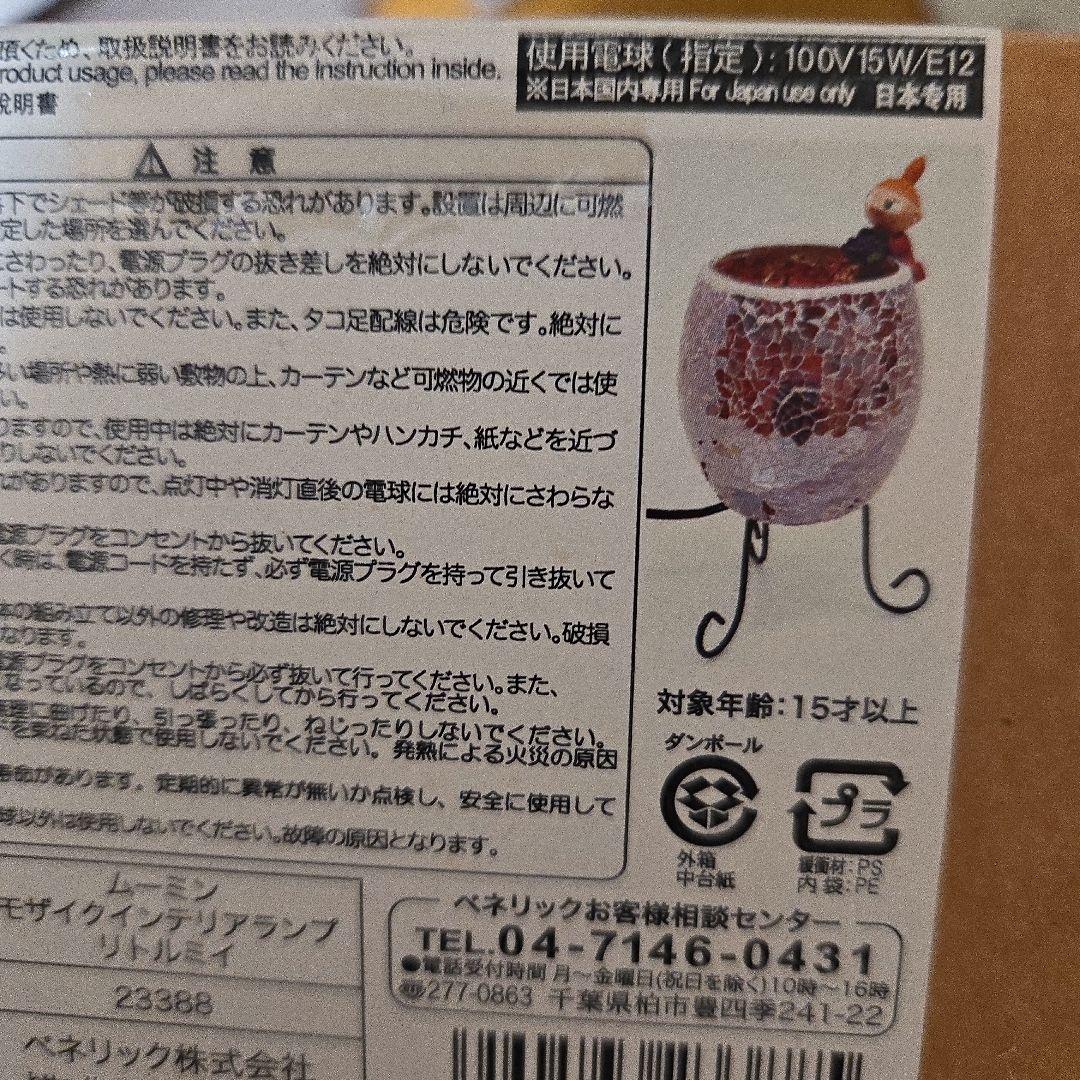 頂くため、取扱説明書をお読みください。
product usage, please read the instruction inside.
説明書
使用電球(指定):100V15W/E12
※日本国内専用 For Japan use only 日本专用
注意
下でシェード等が破損する恐れがあります。設置は周辺に可燃
定した場所を選んでください。
さわったり、電源プラグの抜き差しを絶対にしないでください。
ートする恐れがあります。
は使用しないでください。また、タコ足配線は危険です。絶対に
多い場所や熱に弱い敷物の上、カーテンなど可燃物の近くでは使
い。
りますので、使用中は絶対にカーテンやハンカチ、紙などを近づ
りしないでください。
れがありますので、点灯中や消灯直後の電球には絶対にさわらな
電源プラグをコンセントから抜いてください。
く時は、電源コードを持たず、必ず電源プラグを持って引き抜いて
本の組み立て以外の修理や改造は絶対にしないでください。破損
なります。
電源プラグをコンセントから必ず抜いて行ってください。また、
なっているので、しばらくしてから行ってください。
無理に曲げたり、引っ張ったり、ねじったりしないでください。
を束ねた状態で使用しないでください。発熱による火災の原因
寿命があります。定期的に異常が無いか点検し、安全に使用して
球以外は使用しないでください。故障の原因となります。
対象年齢:15才以上
ダンボール
プラ
外箱
中台紙
緩衝材:PS
内袋:PE
ムーミン
モザイクインテリアランプ
リトルミイ
23388
ベネリック株式会社
ベネリックお客様相談センター
TEL.04-7146-0431
●電話受付時間 月～金曜日(祝日を除く)10時～16時
〠277-0863 千葉県柏市豊四季241-22